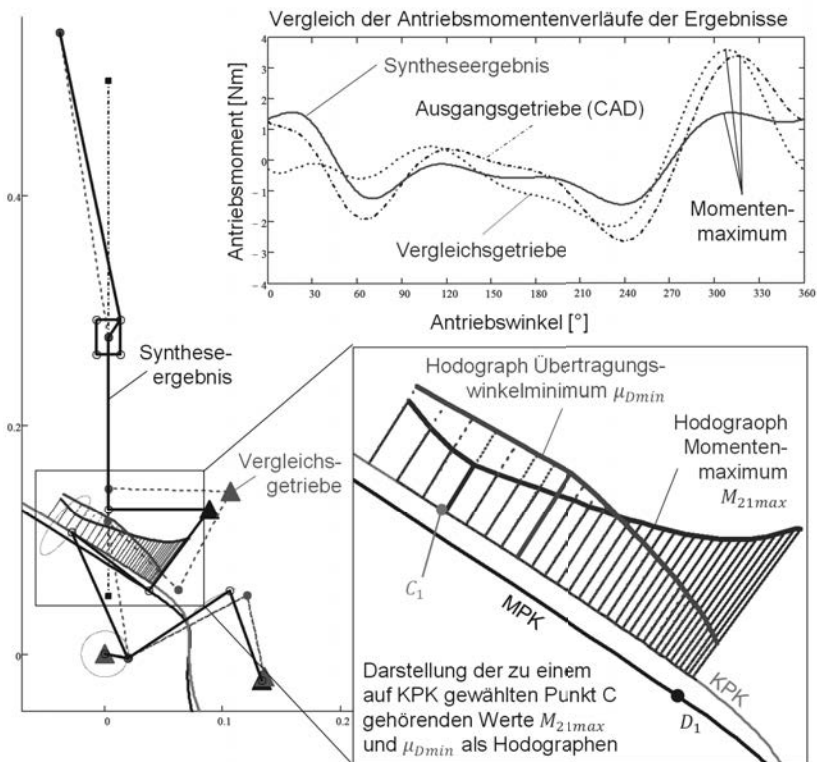 Vergleich der Antriebsmomentenverläufe der Ergebnisse
Antriebsmoment [Nm]
4
3
2
1
0
−1
−2
−3
−4
Syntheseergebnis
Ausgangsgetriebe (CAD)
Vergleichsgetriebe
Momenten-
maximum
0 30 60 90 120 150 180 210 240 270 300 330 360
Antriebswinkel [°]
0.4
0.2
0
Synthese-
ergebnis
Vergleichs-
getriebe
0 0.1 0.2
Hodograph Übertragungs-
winkelminimum μDmin
Hodograoph
Momenten-
maximum
M21max
C1
MPK
KPK
D1
Darstellung der zu einem
auf KPK gewählten Punkt C
gehörenden Werte M21max
und μDmin als Hodographen